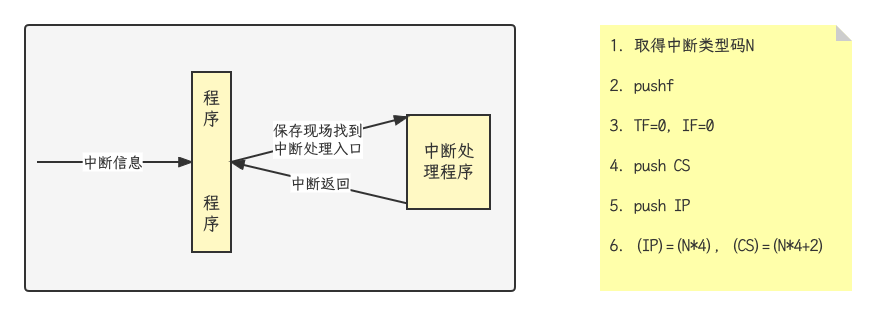 中断信息
程
序
程
序
保存现场找到
中断处理入口
中断返回
中断处
理程序
1. 取得中断类型码N
2. pushf
3. TF=0, IF=0
4. push CS
5. push IP
6. (IP)=(N*4), (CS)=(N*4+2)